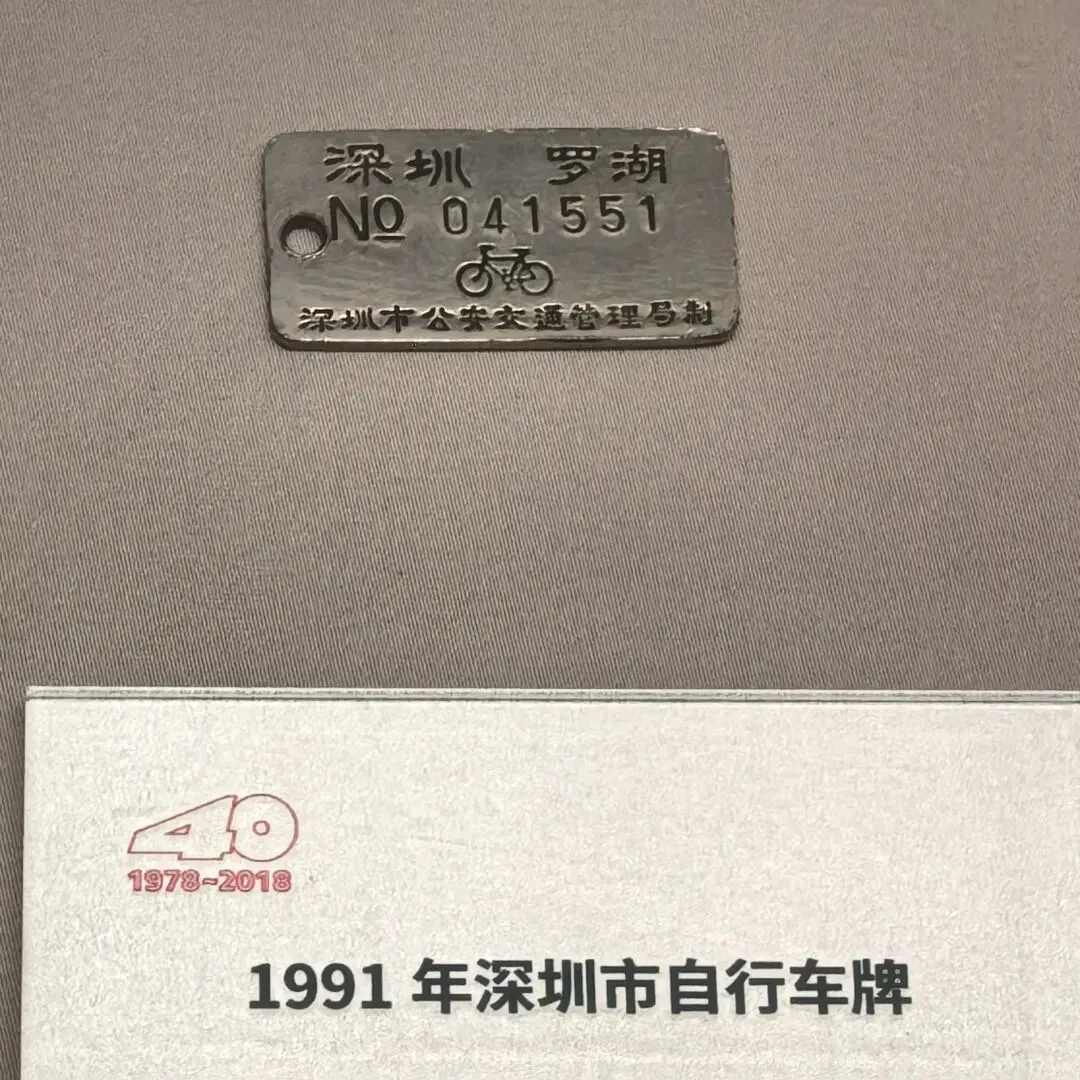 深圳 罗湖
No 041551
深圳市公安交通管理局制
40
1978~2018
1991 年深圳市自行车牌